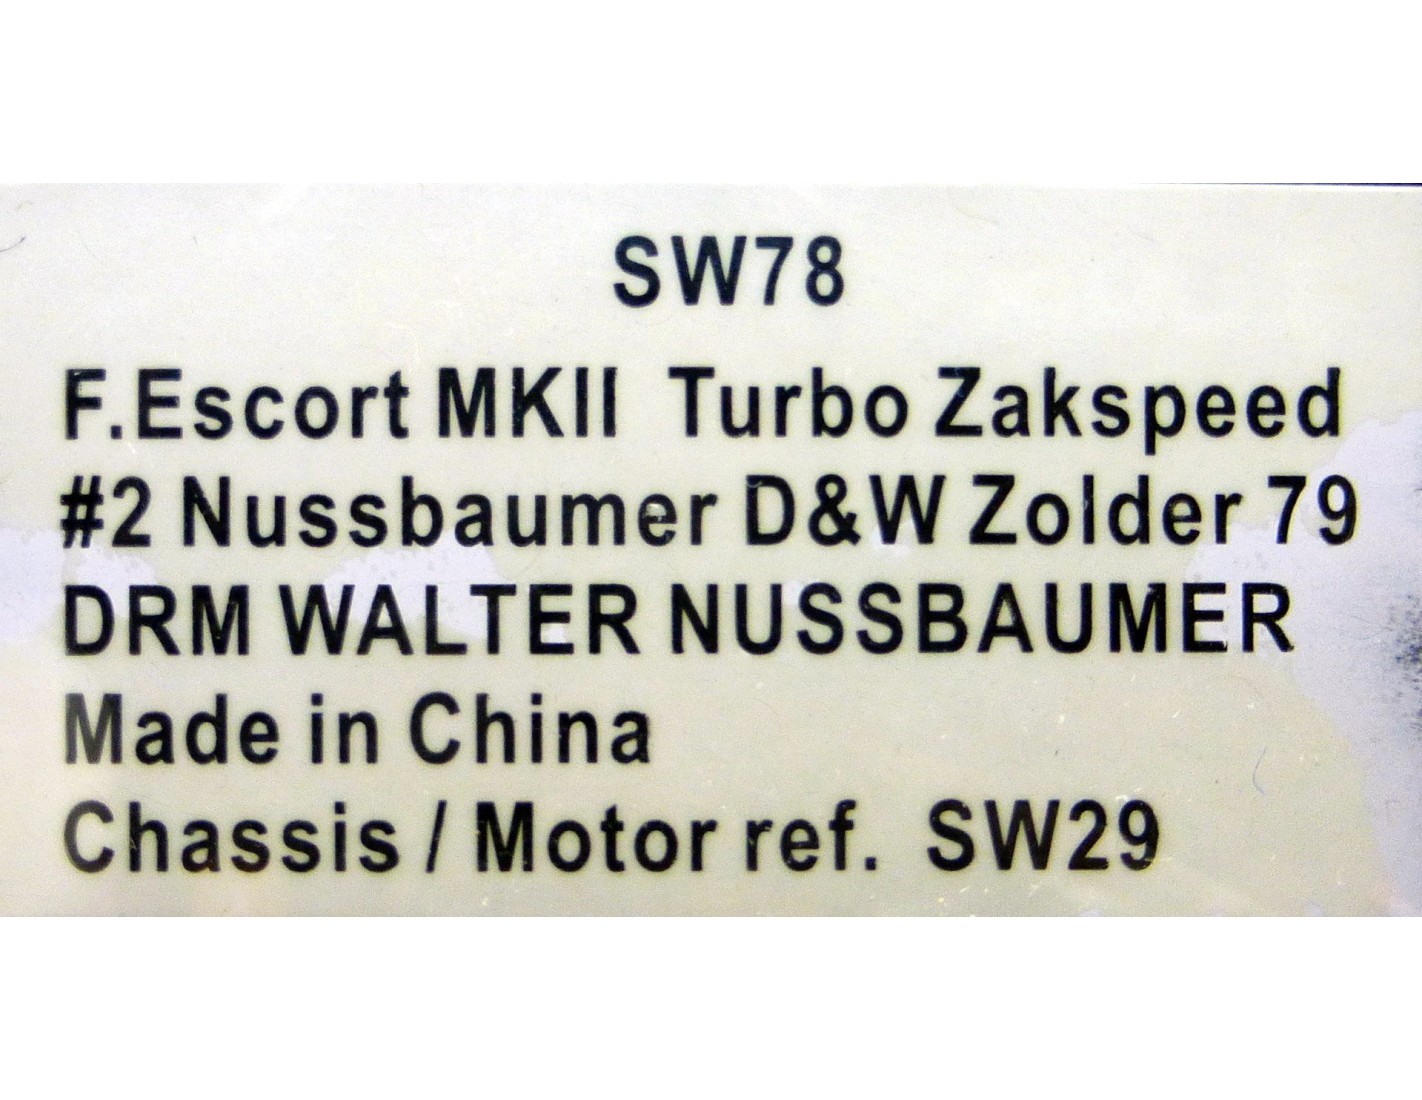 SW78
F.Escort MKII Turbo Zakspeed
#2 Nussbaumer D&W Zolder 79
DRM WALTER NUSSBAUMER
Made in China
Chassis / Motor ref. SW29